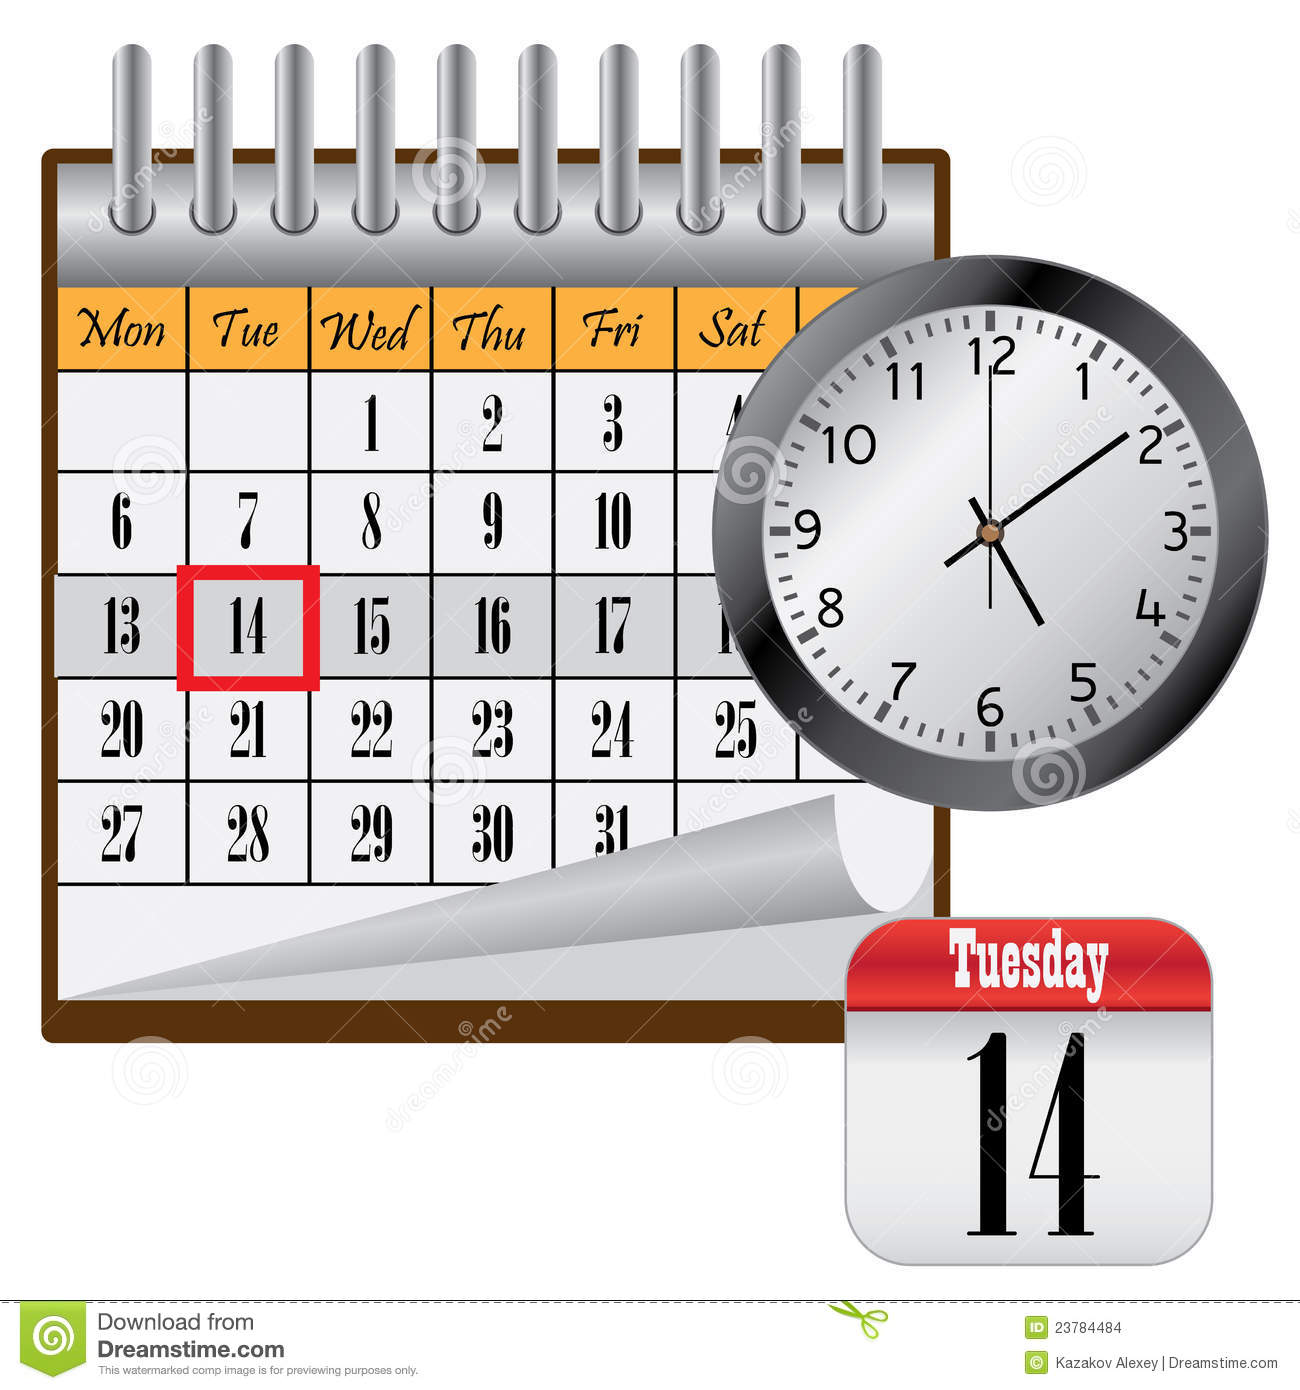 Mon Tue Wed Thu Fri Sat
1 2 3 4
6 7 8 9 10
13 14 15 16 17
20 21 22 23 24 25
27 28 29 30 31
12
11 1
10 2
9 3
8 4
7 5
6
Tuesday
14
dreamstime
Download from
Dreamstime.com
This watermarked comp image is for previewing purposes only.
ID 23784484
© Kazakov Alexey | Dreamstime.com